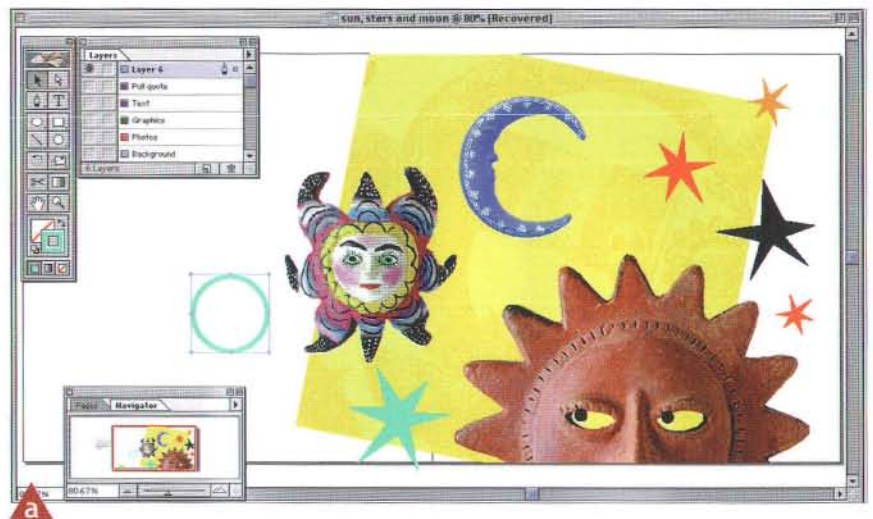 sun, stars and moon @ 80% [Recovered]
Layers
Layer 6
Pull quote
Text
Graphics
Photos
Background
6 Layers
T
Pages
Navigator
80.67%
a